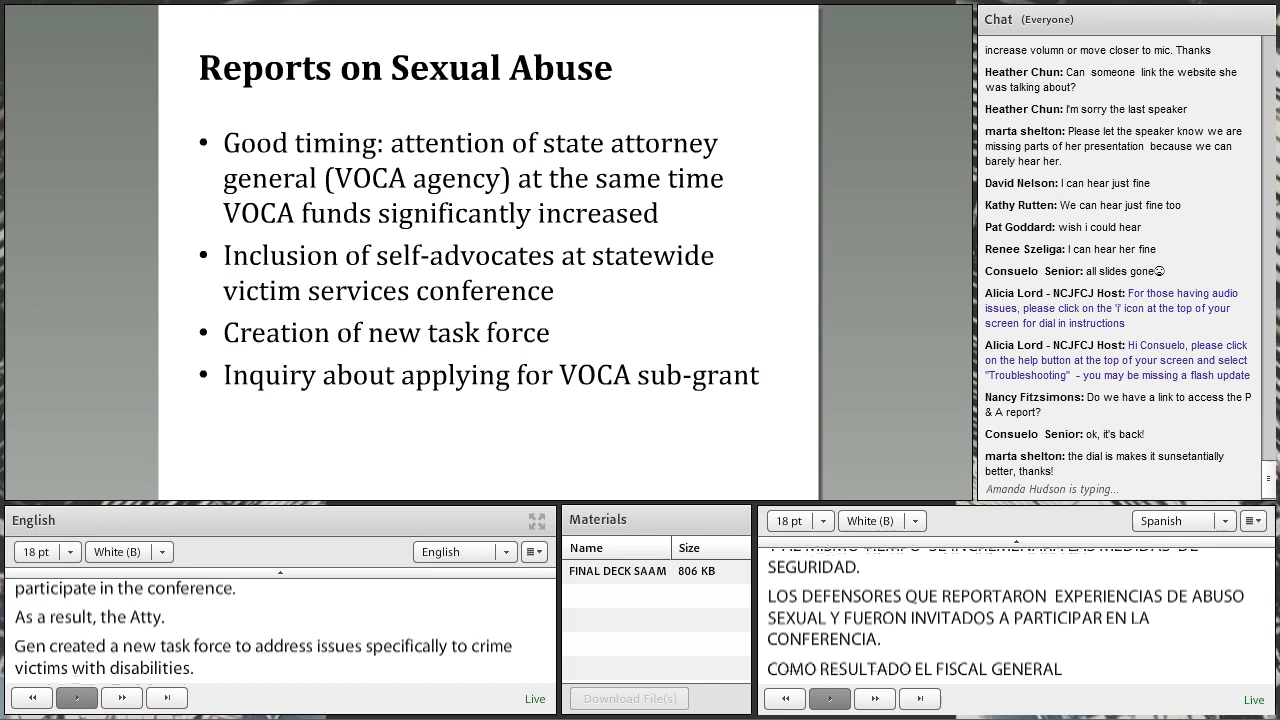 Reports on Sexual Abuse
• Good timing: attention of state attorney
general (VOCA agency) at the same time
VOCA funds significantly increased
• Inclusion of self-advocates at statewide
victim services conference
• Creation of new task force
• Inquiry about applying for VOCA sub-grant
Chat (Everyone)
increase volumn or move closer to mic. Thanks
Heather Chun: Can someone link the website she
was talking about?
Heather Chun: I'm sorry the last speaker
marta shelton: Please let the speaker know we are
missing parts of her presentation because we can
barely hear her.
David Nelson: I can hear just fine
Kathy Rutten: We can hear just fine too
Pat Goddard: wish i could hear
Renee Szeliga: I can hear her fine
Consuelo Senior: all slides gone☹
Alicia Lord - NCJFCJ Host: For those having audio
issues, please click on the 'i' icon at the top of your
screen for dial in instructions
Alicia Lord - NCJFCJ Host: Hi Consuelo, please click
on the help button at the top of your screen and select
"Troubleshooting" - you may be missing a flash update
Nancy Fitzsimons: Do we have a link to access the P
& A report?
Consuelo Senior: ok, it's back!
marta shelton: the dial is makes it sunsetantially
better, thanks!
Amanda Hudson is typing...
English
18 pt White (B) English
participate in the conference.
As a result, the Atty.
Gen created a new task force to address issues specifically to crime
victims with disabilities.
Live
Materials
Name Size
FINAL DECK SAAM 806 KB
Download File(s)
18 pt White (B) Spanish
Y AL MISMO TIEMPO SE INCREMENARA LAS MEDIDAS DE
SEGURIDAD.
LOS DEFENSORES QUE REPORTARON EXPERIENCIAS DE ABUSO
SEXUAL Y FUERON INVITADOS A PARTICIPAR EN LA
CONFERENCIA.
COMO RESULTADO EL FISCAL GENERAL
Live